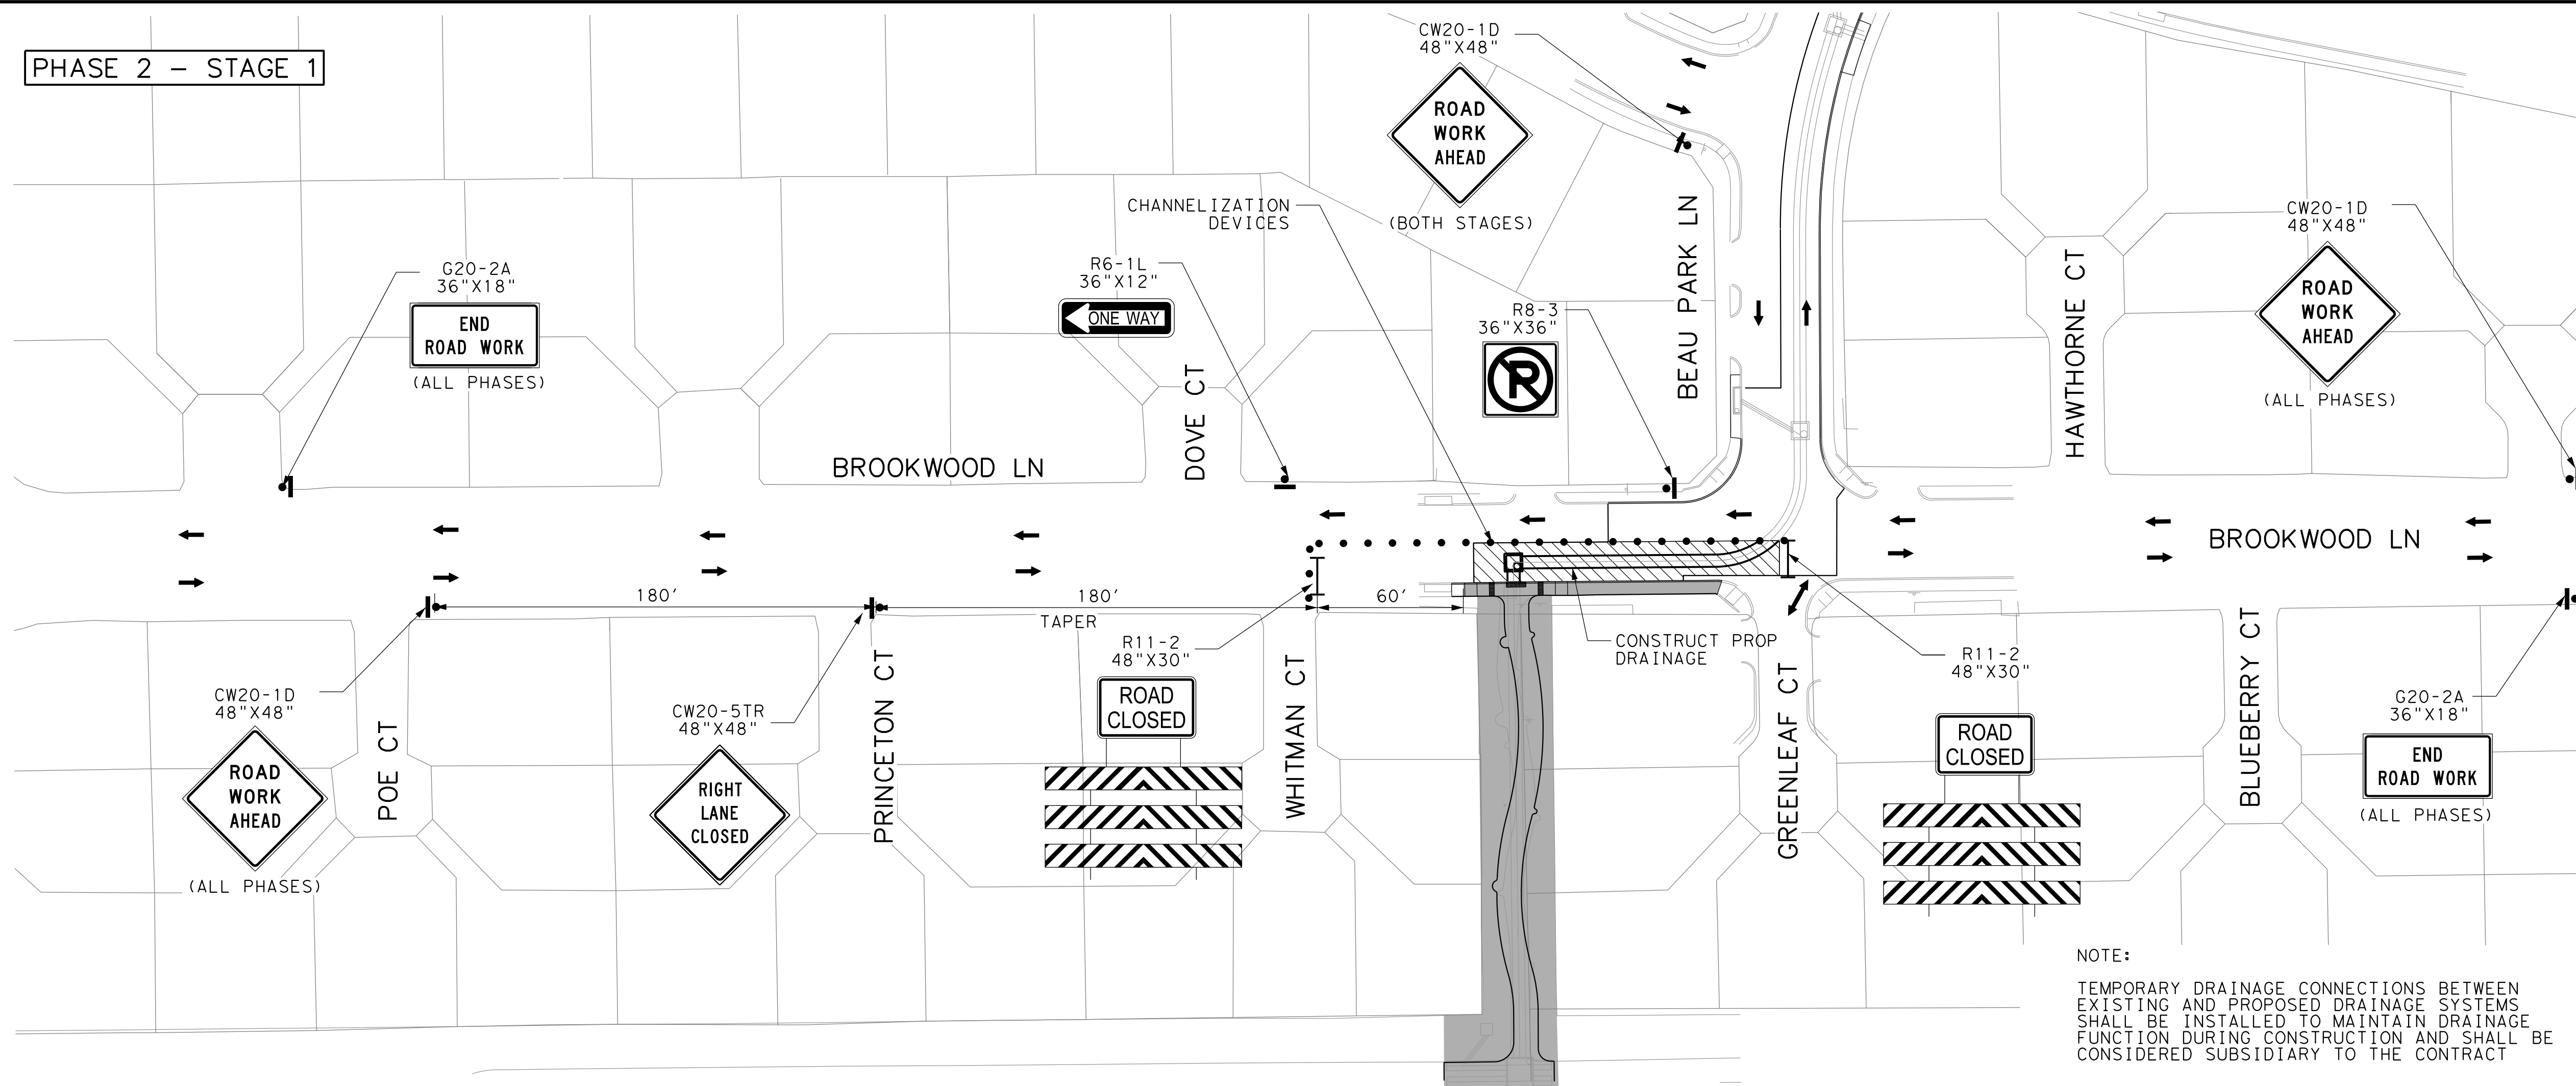 PHASE 2 - STAGE 1
CW20-1D
48"X48"
ROAD
WORK
AHEAD
(BOTH STAGES)
CHANNELIZATION
DEVICES
G20-2A
36"X18"
END
ROAD WORK
(ALL PHASES)
R6-1L
36"X12"
ONE WAY
R8-3
36"X36"
P
BEAU PARK LN
HAWTHORNE CT
CW20-1D
48"X48"
ROAD
WORK
AHEAD
(ALL PHASES)
DOVE CT
BROOKWOOD LN
BROOKWOOD LN
180'
180'
60'
TAPER
CW20-1D
48"X48"
ROAD
WORK
AHEAD
(ALL PHASES)
POE CT
CW20-5TR
48"X48"
RIGHT
LANE
CLOSED
PRINCETON CT
R11-2
48"X30"
ROAD
CLOSED
WHITMAN CT
CONSTRUCT PROP
DRAINAGE
GREENLEAF CT
R11-2
48"X30"
ROAD
CLOSED
BLUEBERRY CT
G20-2A
36"X18"
END
ROAD WORK
(ALL PHASES)
NOTE:
TEMPORARY DRAINAGE CONNECTIONS BETWEEN
EXISTING AND PROPOSED DRAINAGE SYSTEMS
SHALL BE INSTALLED TO MAINTAIN DRAINAGE
FUNCTION DURING CONSTRUCTION AND SHALL BE
CONSIDERED SUBSIDIARY TO THE CONTRACT